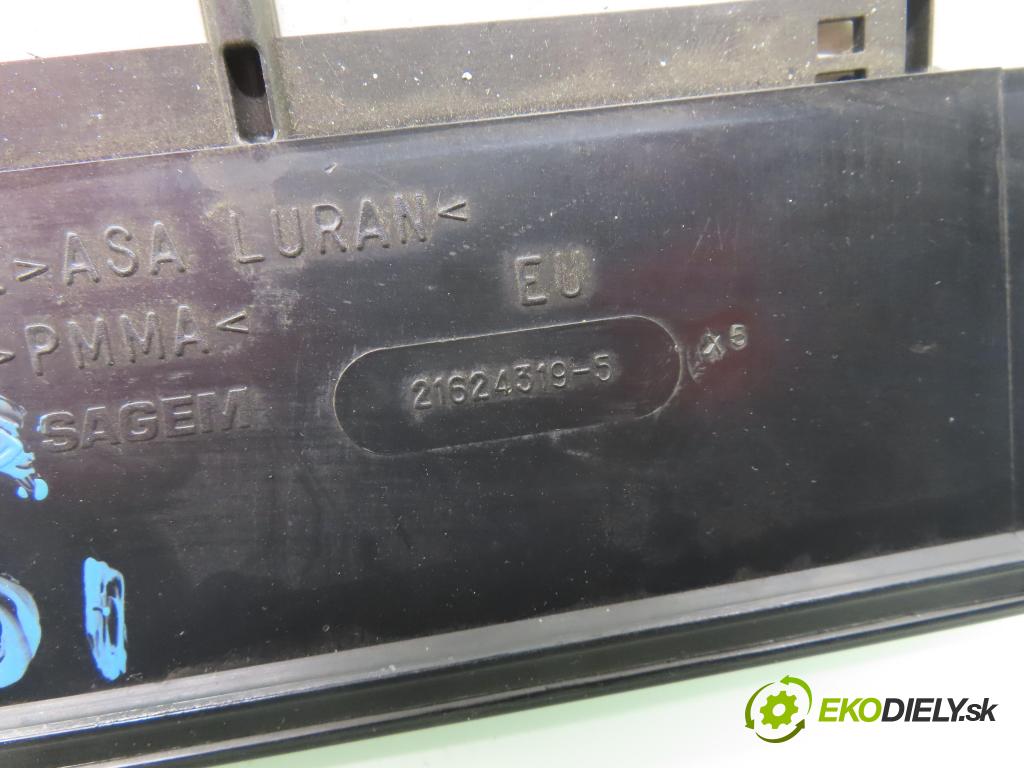 >ASA LURAN<
EU
>PMMA<
21624319-5
SAGEM
EKODIELY.sk